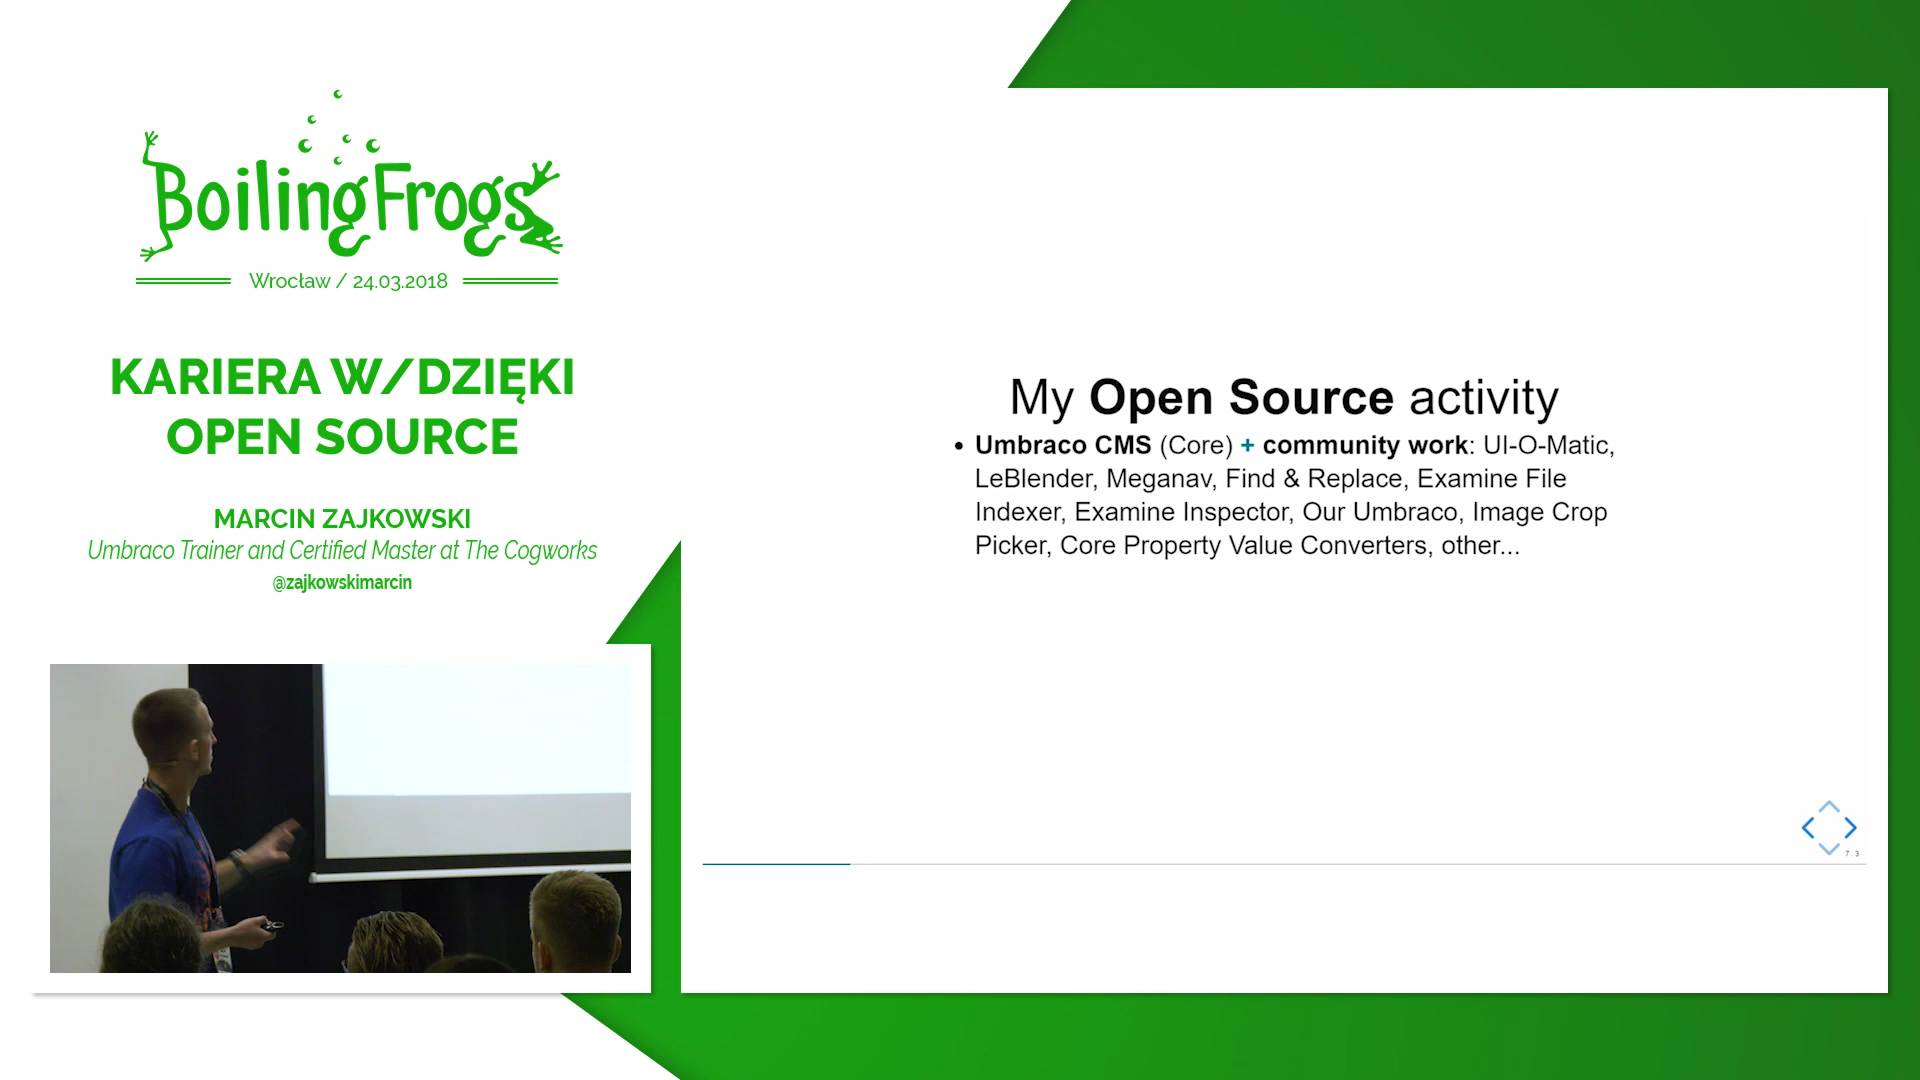 BoilingFrogs
Wrocław / 24.03.2018
KARIERA W/DZIĘKI
OPEN SOURCE
MARCIN ZAJKOWSKI
Umbraco Trainer and Certified Master at The Cogworks
@zajkowskimarcin
My Open Source activity
• Umbraco CMS (Core) + community work: UI-O-Matic,
LeBlender, Meganav, Find & Replace, Examine File
Indexer, Examine Inspector, Our Umbraco, Image Crop
Picker, Core Property Value Converters, other...
7.3